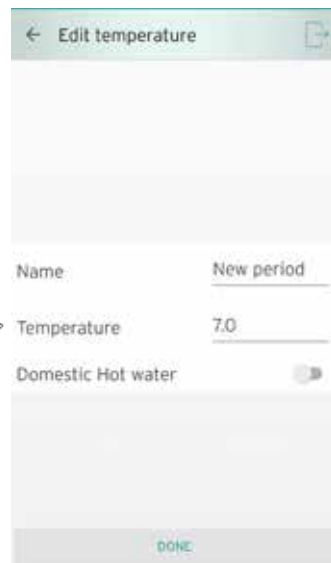 Edit temperature
Name New period
Temperature 7.0
Domestic Hot water
DONE